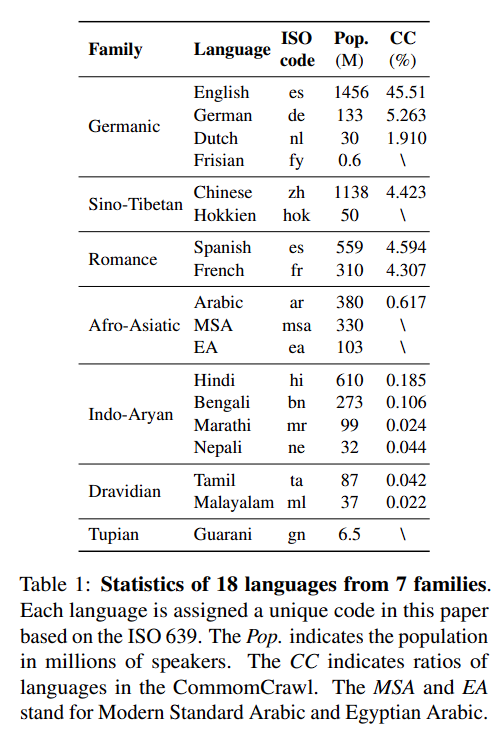 Family Language ISO code Pop. (M) CC (%)
Germanic English es 1456 45.51
German de 133 5.263
Dutch nl 30 1.910
Frisian fy 0.6 \
Sino-Tibetan Chinese zh 1138 4.423
Hokkien hok 50 \
Romance Spanish es 559 4.594
French fr 310 4.307
Afro-Asiatic Arabic ar 380 0.617
MSA msa 330 \
EA ea 103 \
Indo-Aryan Hindi hi 610 0.185
Bengali bn 273 0.106
Marathi mr 99 0.024
Nepali ne 32 0.044
Dravidian Tamil ta 87 0.042
Malayalam ml 37 0.022
Tupian Guarani gn 6.5 \
Table 1: Statistics of 18 languages from 7 families.
Each language is assigned a unique code in this paper
based on the ISO 639. The Pop. indicates the population
in millions of speakers. The CC indicates ratios of
languages in the CommomCrawl. The MSA and EA
stand for Modern Standard Arabic and Egyptian Arabic.